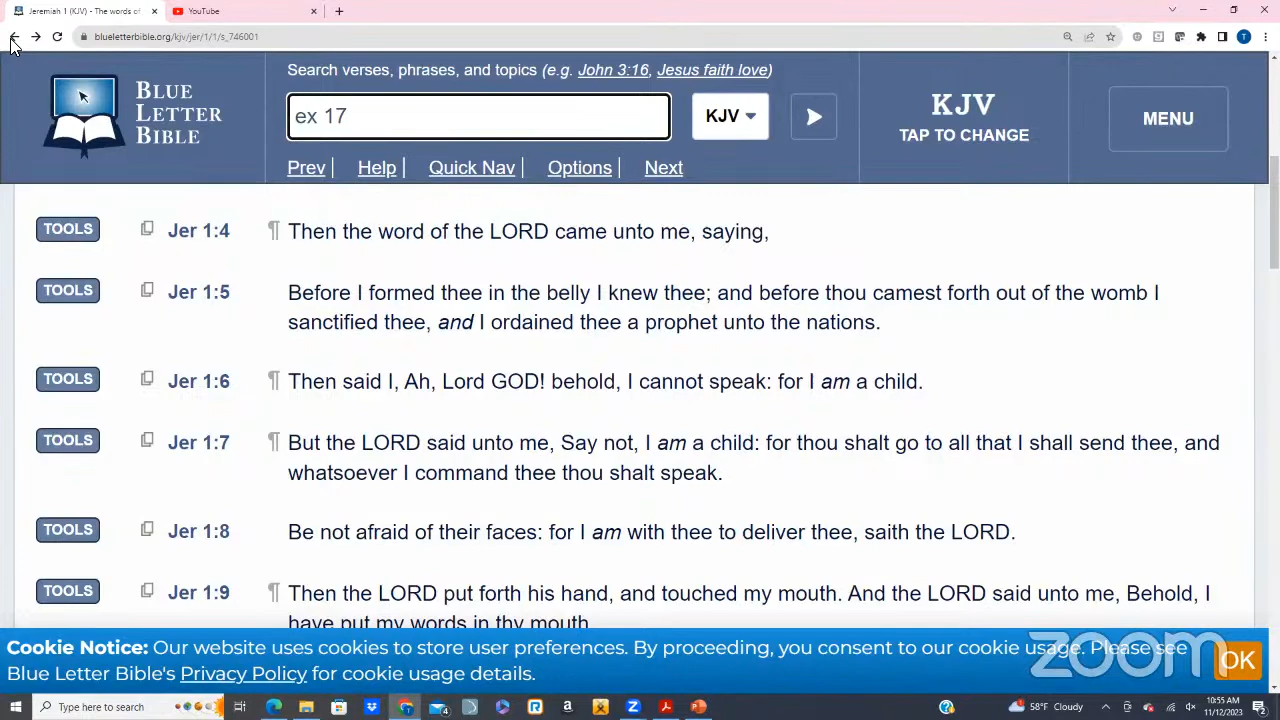 Jeremiah 1 (KJV) - The words of
YouTube
blueletterbible.org/kjv/jer/1/1/s_746001
T
BLUE
LETTER
BIBLE
Search verses, phrases, and topics (e.g. John 3:16, Jesus faith love)
ex 17
KJV
Prev | Help | Quick Nav | Options | Next
KJV
TAP TO CHANGE
MENU
TOOLS Jer 1:4 ¶ Then the word of the LORD came unto me, saying,
TOOLS Jer 1:5 Before I formed thee in the belly I knew thee; and before thou camest forth out of the womb I
sanctified thee, and I ordained thee a prophet unto the nations.
TOOLS Jer 1:6 ¶ Then said I, Ah, Lord GOD! behold, I cannot speak: for I am a child.
TOOLS Jer 1:7 ¶ But the LORD said unto me, Say not, I am a child: for thou shalt go to all that I shall send thee, and
whatsoever I command thee thou shalt speak.
TOOLS Jer 1:8 Be not afraid of their faces: for I am with thee to deliver thee, saith the LORD.
TOOLS Jer 1:9 ¶ Then the LORD put forth his hand, and touched my mouth. And the LORD said unto me, Behold, I
have put my words in thy mouth.
Cookie Notice: Our website uses cookies to store user preferences. By proceeding, you consent to our cookie usage. Please see
Blue Letter Bible's Privacy Policy for cookie usage details.
OK
zoom
Type here to search
58°F Cloudy
10:55 AM
11/12/2023